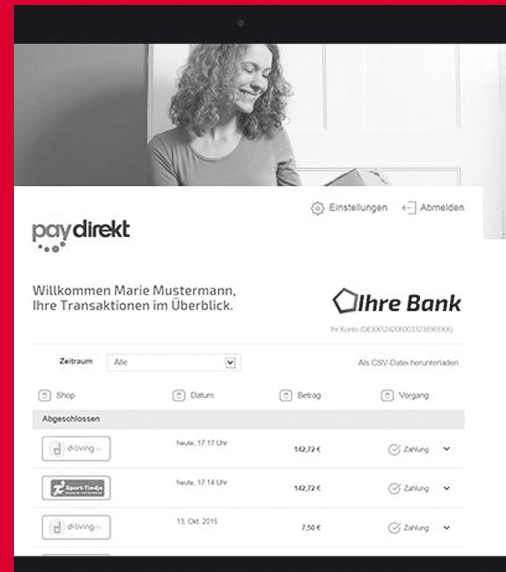 Einstellungen Abmelden
paydirekt
Willkommen Marie Mustermann,
Ihre Transaktionen im Überblick.
Ihre Bank
Zeitraum Alle Als CSV-Datei herunterladen
Shop Datum Betrag Vorgang
Abgeschlossen
d-living heute, 17:17 Uhr 142,72 € Zahlung
Sport-Tiedje heute, 17:14 Uhr 142,72 € Zahlung
d-living 13. Okt. 2015 7,50 € Zahlung